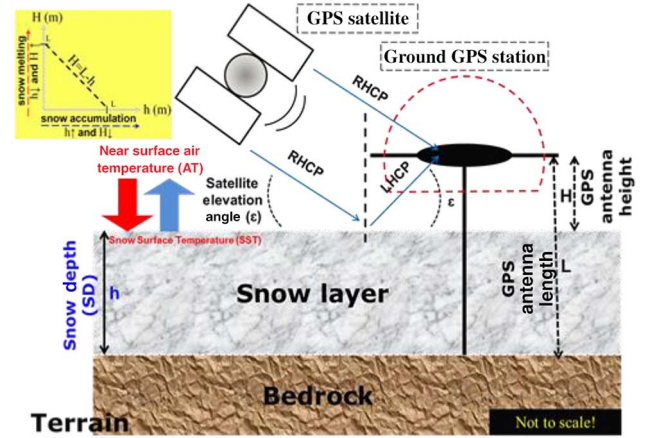 H (m)
L
H=L-h
L
h (m)
snow melting
h↓ and H↑
snow accumulation
h↑ and H↓
GPS satellite
Ground GPS station
RHCP
RHCP
LHCP
Near surface air
temperature (AT)
Satellite
elevation
angle (ε)
ε
H
GPS
antenna
height
Snow Surface Temperature (SST)
Snow depth
(SD)
h
Snow layer
GPS
antenna
length
L
Bedrock
Terrain
Not to scale!